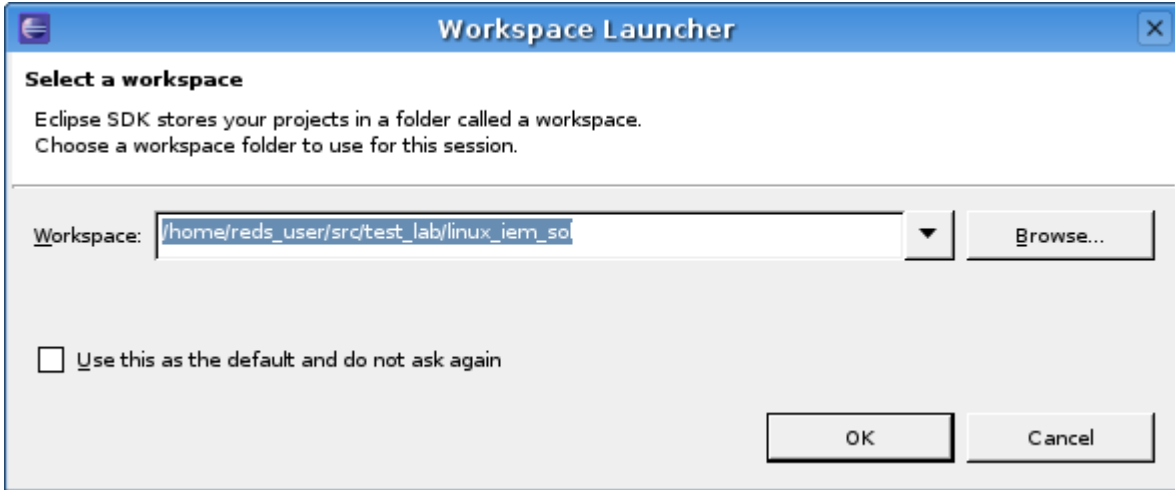 Workspace Launcher
Select a workspace
Eclipse SDK stores your projects in a folder called a workspace.
Choose a workspace folder to use for this session.
Workspace: /home/reds_user/src/test_lab/linux_iem_sol Browse...
Use this as the default and do not ask again
OK Cancel